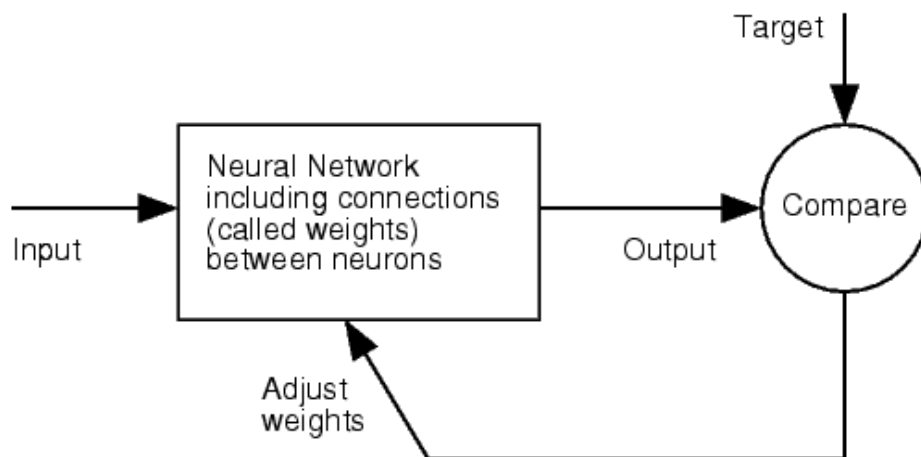 Target
Neural Network
including connections
(called weights)
between neurons
Compare
Input
Output
Adjust
weights